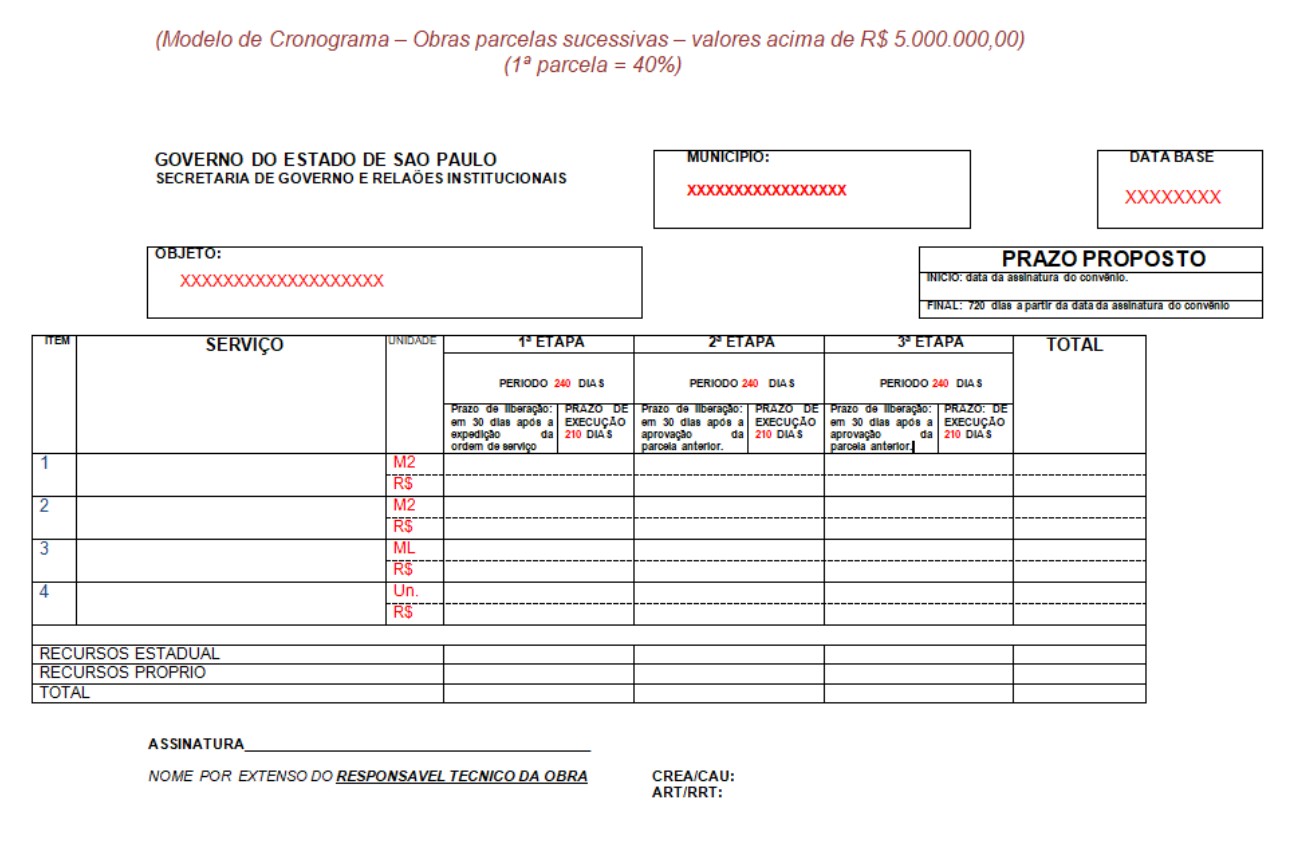 (Modelo de Cronograma – Obras parcelas sucessivas – valores acima de R$ 5.000.000,00)
(1ª parcela = 40%)
GOVERNO DO ESTADO DE SAO PAULO
SECRETARIA DE GOVERNO E RELAÕES INSTITUCIONAIS
MUNICIPIO:
XXXXXXXXXXXXXXXXX
DATA BASE
XXXXXXXX
OBJETO:
XXXXXXXXXXXXXXXXXXX
PRAZO PROPOSTO
INICIO: data da assinatura do convênio.
FINAL: 720 dias a partir da data da assinatura do convênio
ITEM
SERVIÇO
UNIDADE
1ª ETAPA
2ª ETAPA
3ª ETAPA
TOTAL
PERIODO 240 DIAS
PERIODO 240 DIAS
PERIODO 240 DIAS
Prazo de liberação:
em 30 dias após a
expedição da
ordem de serviço
PRAZO DE
EXECUÇÃO
210 DIAS
Prazo de liberação:
em 30 dias após a
aprovação da
parcela anterior.
PRAZO DE
EXECUÇÃO
210 DIAS
Prazo de liberação:
em 30 dias após a
aprovação da
parcela anterior.
PRAZO: DE
EXECUÇÃO
210 DIAS
1
M2
R$
2
M2
R$
3
ML
R$
4
Un.
R$
RECURSOS ESTADUAL
RECURSOS PROPRIO
TOTAL
ASSINATURA
NOME POR EXTENSO DO RESPONSAVEL TECNICO DA OBRA
CREA/CAU:
ART/RRT: